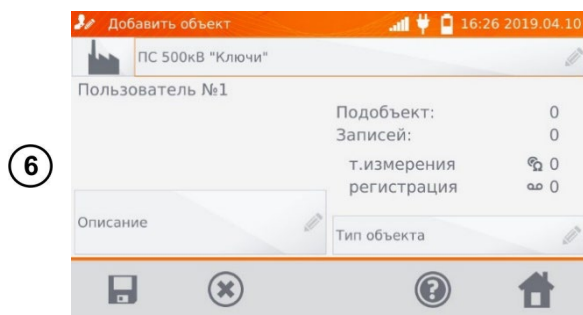 Добавить объект
16:26 2019.04.10
ПС 500кВ "Ключи"
Пользователь №1
Подобъект: 0
Записей: 0
6
т.измерения 0
регистрация 0
Описание
Тип объекта
?